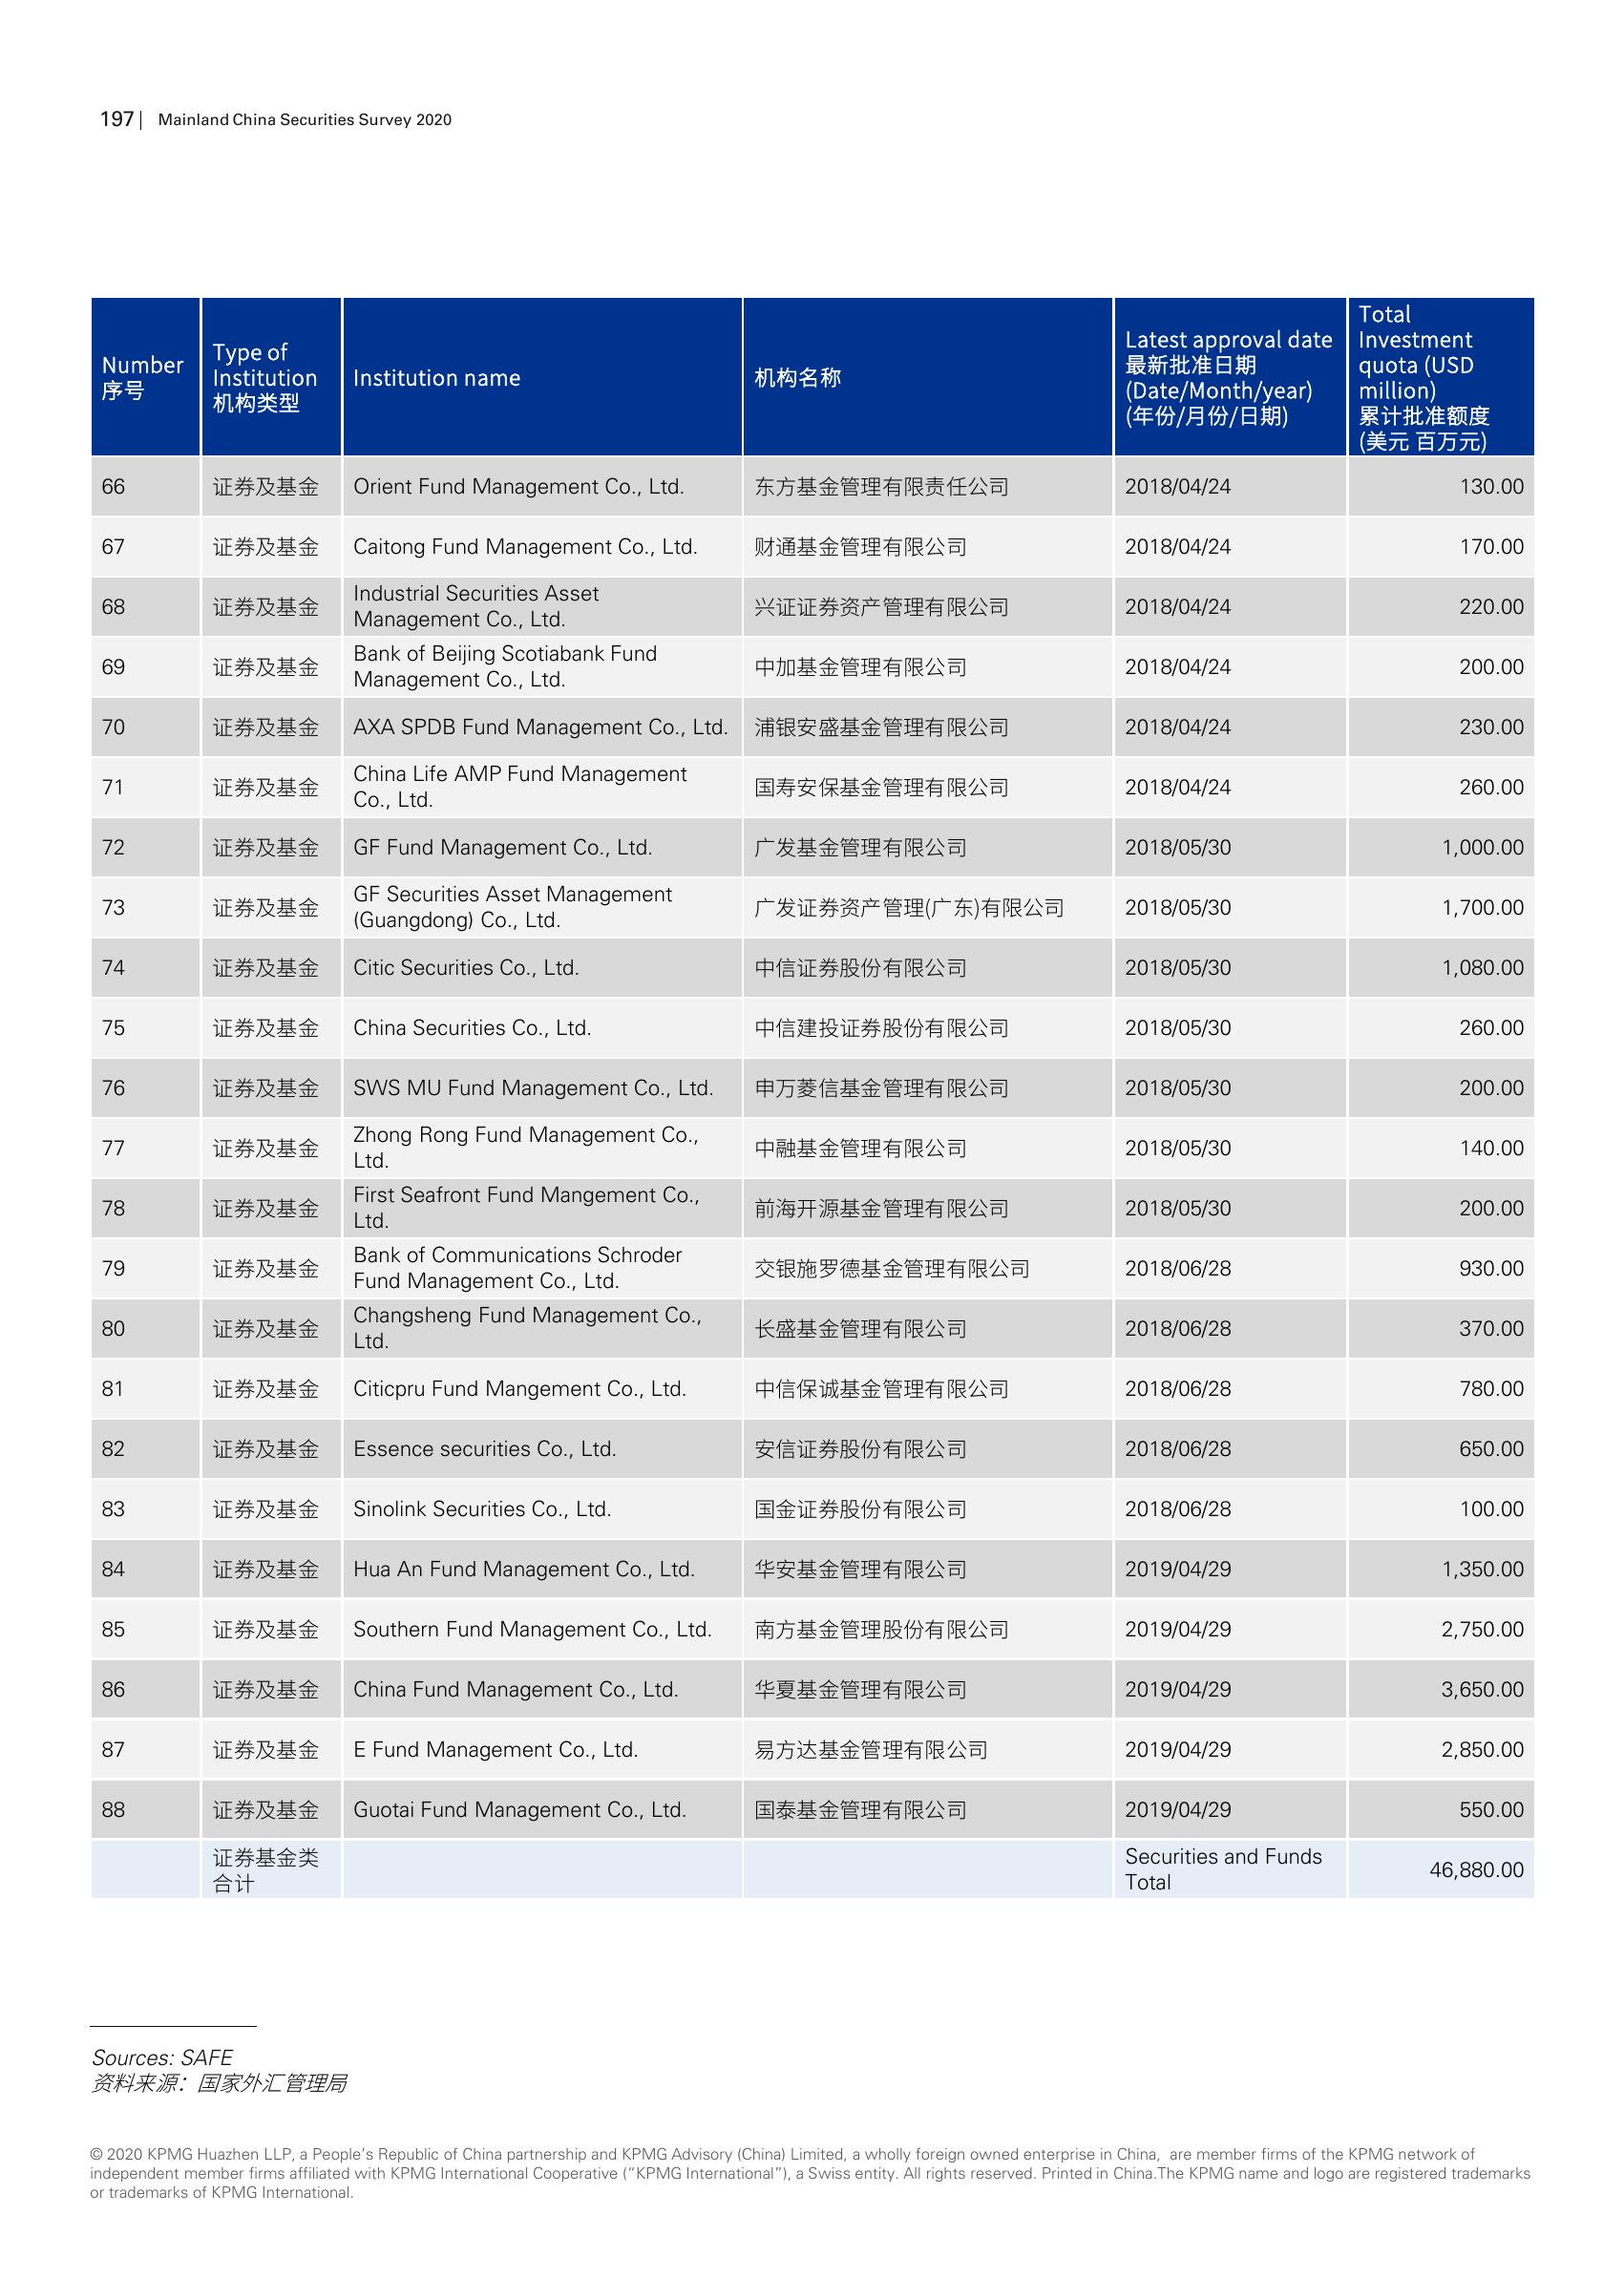 197 | Mainland China Securities Survey 2020
Number
序号
Type of
Institution
机构类型
Institution name
机构名称
Latest approval date
最新批准日期
(Date/Month/year)
(年份/月份/日期)
Total
Investment
quota (USD
million)
累计批准额度
(美元 百万元)
66 证券及基金 Orient Fund Management Co., Ltd. 东方基金管理有限责任公司 2018/04/24 130.00
67 证券及基金 Caitong Fund Management Co., Ltd. 财通基金管理有限公司 2018/04/24 170.00
68 证券及基金 Industrial Securities Asset
Management Co., Ltd. 兴证证券资产管理有限公司 2018/04/24 220.00
69 证券及基金 Bank of Beijing Scotiabank Fund
Management Co., Ltd. 中加基金管理有限公司 2018/04/24 200.00
70 证券及基金 AXA SPDB Fund Management Co., Ltd. 浦银安盛基金管理有限公司 2018/04/24 230.00
71 证券及基金 China Life AMP Fund Management
Co., Ltd. 国寿安保基金管理有限公司 2018/04/24 260.00
72 证券及基金 GF Fund Management Co., Ltd. 广发基金管理有限公司 2018/05/30 1,000.00
73 证券及基金 GF Securities Asset Management
(Guangdong) Co., Ltd. 广发证券资产管理(广东)有限公司 2018/05/30 1,700.00
74 证券及基金 Citic Securities Co., Ltd. 中信证券股份有限公司 2018/05/30 1,080.00
75 证券及基金 China Securities Co., Ltd. 中信建投证券股份有限公司 2018/05/30 260.00
76 证券及基金 SWS MU Fund Management Co., Ltd. 申万菱信基金管理有限公司 2018/05/30 200.00
77 证券及基金 Zhong Rong Fund Management Co.,
Ltd. 中融基金管理有限公司 2018/05/30 140.00
78 证券及基金 First Seafront Fund Mangement Co.,
Ltd. 前海开源基金管理有限公司 2018/05/30 200.00
79 证券及基金 Bank of Communications Schroder
Fund Management Co., Ltd. 交银施罗德基金管理有限公司 2018/06/28 930.00
80 证券及基金 Changsheng Fund Management Co.,
Ltd. 长盛基金管理有限公司 2018/06/28 370.00
81 证券及基金 Citicpru Fund Mangement Co., Ltd. 中信保诚基金管理有限公司 2018/06/28 780.00
82 证券及基金 Essence securities Co., Ltd. 安信证券股份有限公司 2018/06/28 650.00
83 证券及基金 Sinolink Securities Co., Ltd. 国金证券股份有限公司 2018/06/28 100.00
84 证券及基金 Hua An Fund Management Co., Ltd. 华安基金管理有限公司 2019/04/29 1,350.00
85 证券及基金 Southern Fund Management Co., Ltd. 南方基金管理股份有限公司 2019/04/29 2,750.00
86 证券及基金 China Fund Management Co., Ltd. 华夏基金管理有限公司 2019/04/29 3,650.00
87 证券及基金 E Fund Management Co., Ltd. 易方达基金管理有限公司 2019/04/29 2,850.00
88 证券及基金 Guotai Fund Management Co., Ltd. 国泰基金管理有限公司 2019/04/29 550.00
证券基金类
合计
Securities and Funds
Total
46,880.00
Sources: SAFE
资料来源：国家外汇管理局
© 2020 KPMG Huazhen LLP, a People’s Republic of China partnership and KPMG Advisory (China) Limited, a wholly foreign owned enterprise in China, are member firms of the KPMG network of
independent member firms affiliated with KPMG International Cooperative (“KPMG International”), a Swiss entity. All rights reserved. Printed in China.The KPMG name and logo are registered trademarks
or trademarks of KPMG International.